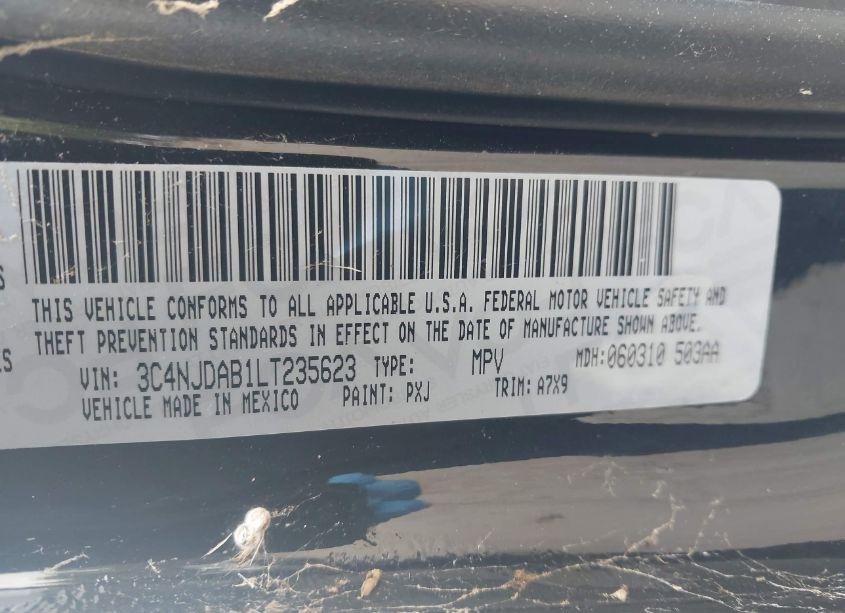 S
THIS VEHICLE CONFORMS TO ALL APPLICABLE U.S.A. FEDERAL MOTOR VEHICLE SAFETY AND
THEFT PREVENTION STANDARDS IN EFFECT ON THE DATE OF MANUFACTURE SHOWN ABOVE.
ES
VIN: 3C4NJDAB1LT235623 TYPE: MPV MDH:060310 503AA
VEHICLE MADE IN MEXICO PAINT: PXJ TRIM: A7X9